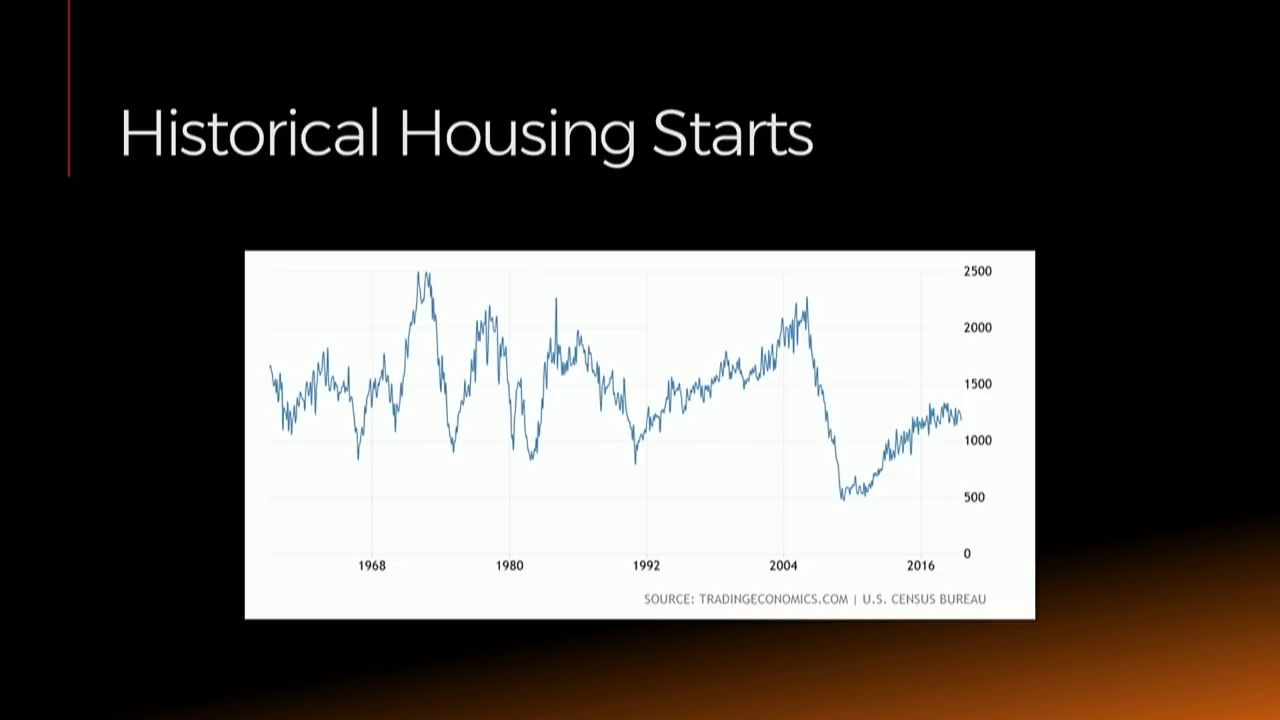 Historical Housing Starts
2500
2000
1500
1000
500
0
1968 1980 1992 2004 2016
SOURCE: TRADINGECONOMICS.COM | U.S. CENSUS BUREAU